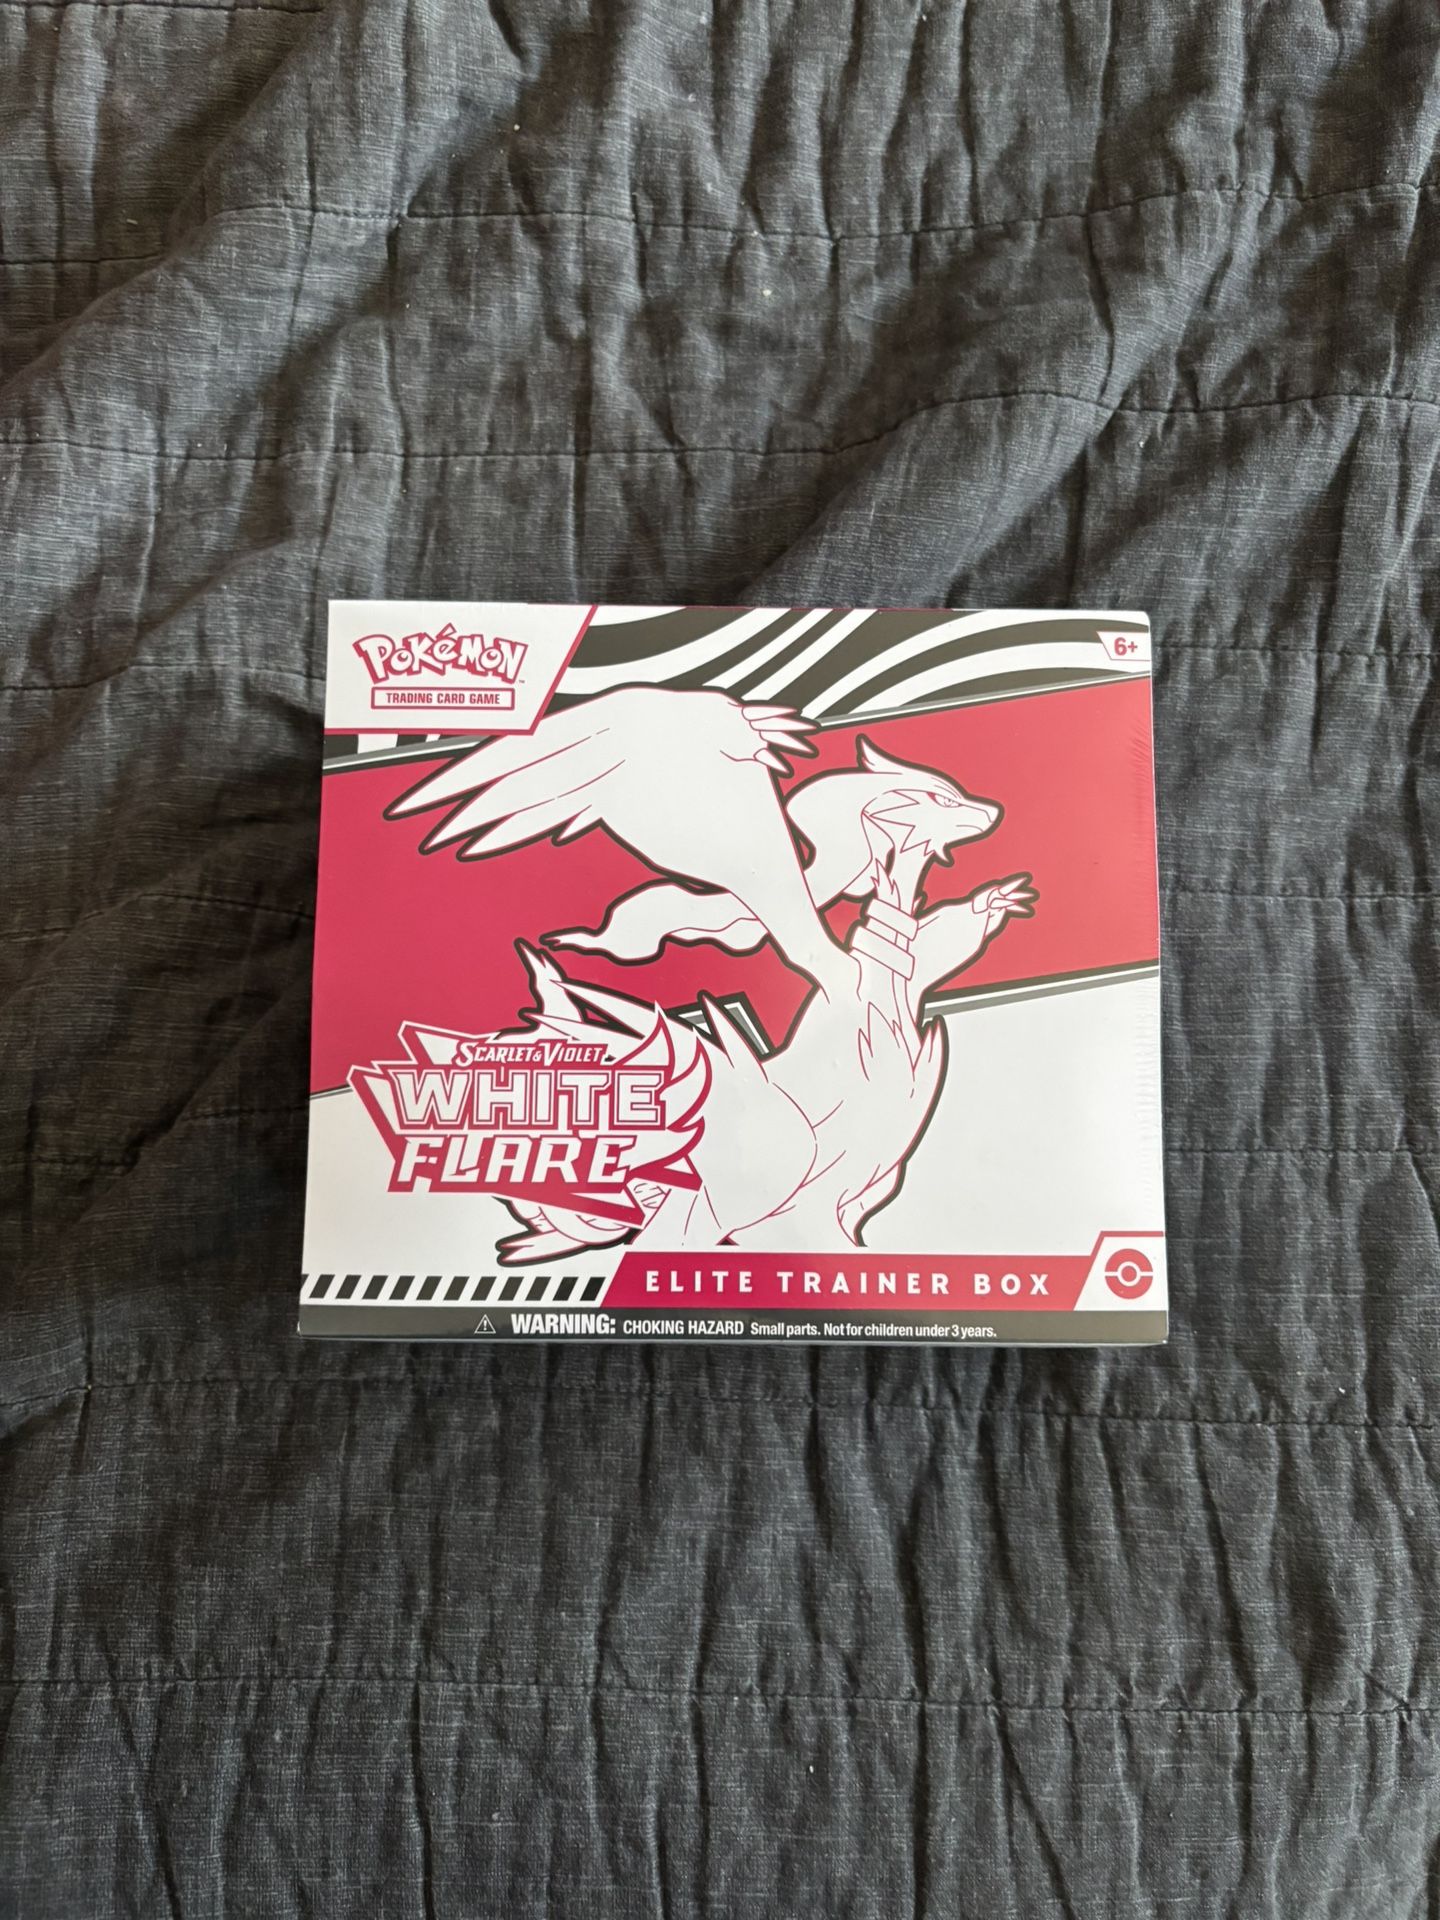 POKéMON
TRADING CARD GAME
6+
SCARLET & VIOLET
WHITE
FLARE
ELITE TRAINER BOX
WARNING: CHOKING HAZARD Small parts. Not for children under 3 years.